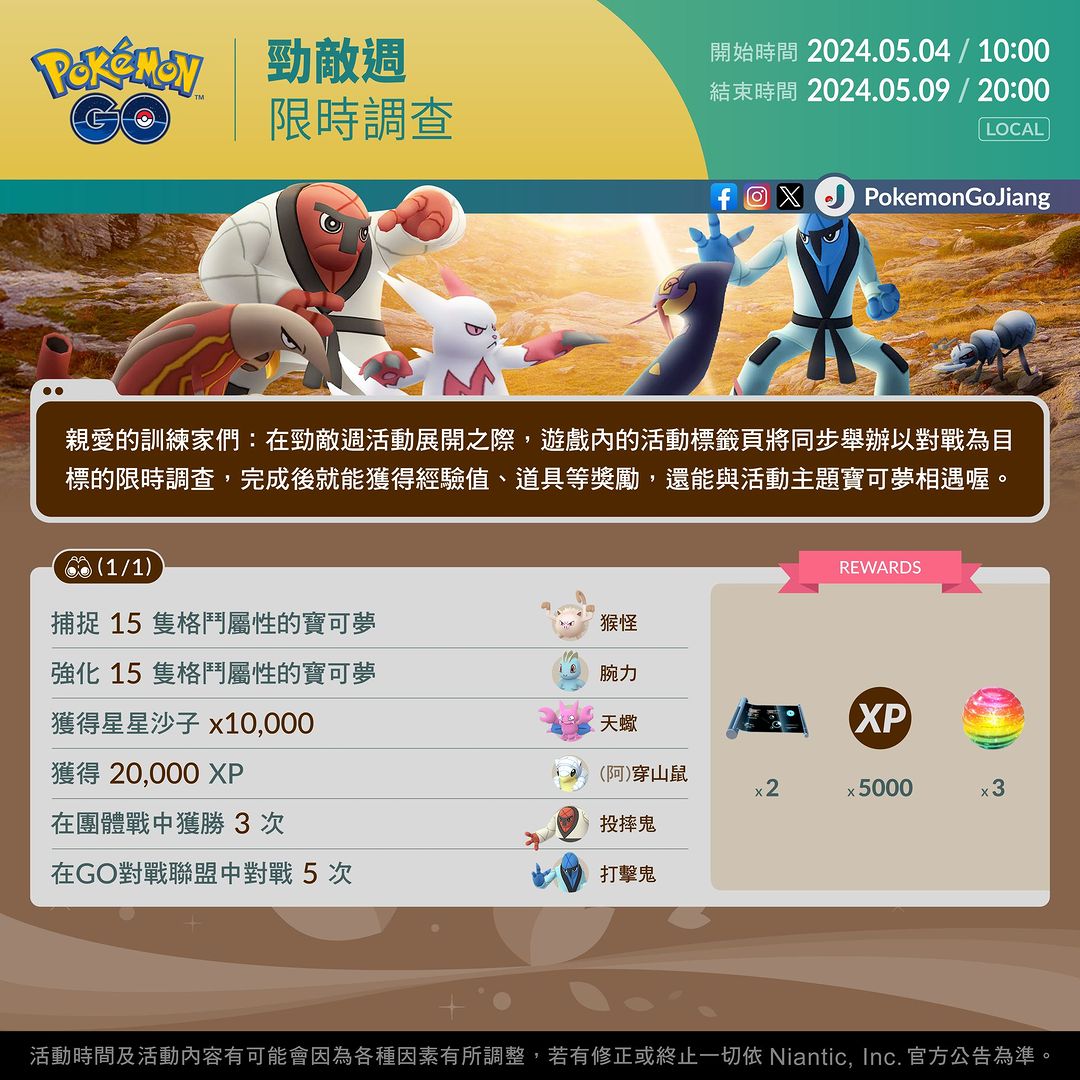 POKéMON GO
TM
勁敵週
限時調查
開始時間 2024.05.04 / 10:00
結束時間 2024.05.09 / 20:00
LOCAL
PokemonGoJiang
親愛的訓練家們：在勁敵週活動展開之際，遊戲內的活動標籤頁將同步舉辦以對戰為目
標的限時調查，完成後就能獲得經驗值、道具等獎勵，還能與活動主題寶可夢相遇喔。
(1/1)
捕捉 15 隻格鬥屬性的寶可夢 猴怪
強化 15 隻格鬥屬性的寶可夢 腕力
獲得星星沙子 x10,000 天蠍
獲得 20,000 XP (阿)穿山鼠
在團體戰中獲勝 3 次 投摔鬼
在GO對戰聯盟中對戰 5 次 打擊鬼
REWARDS
XP
x2 x5000 x3
活動時間及活動內容有可能會因為各種因素有所調整，若有修正或終止一切依 Niantic, Inc. 官方公告為準。